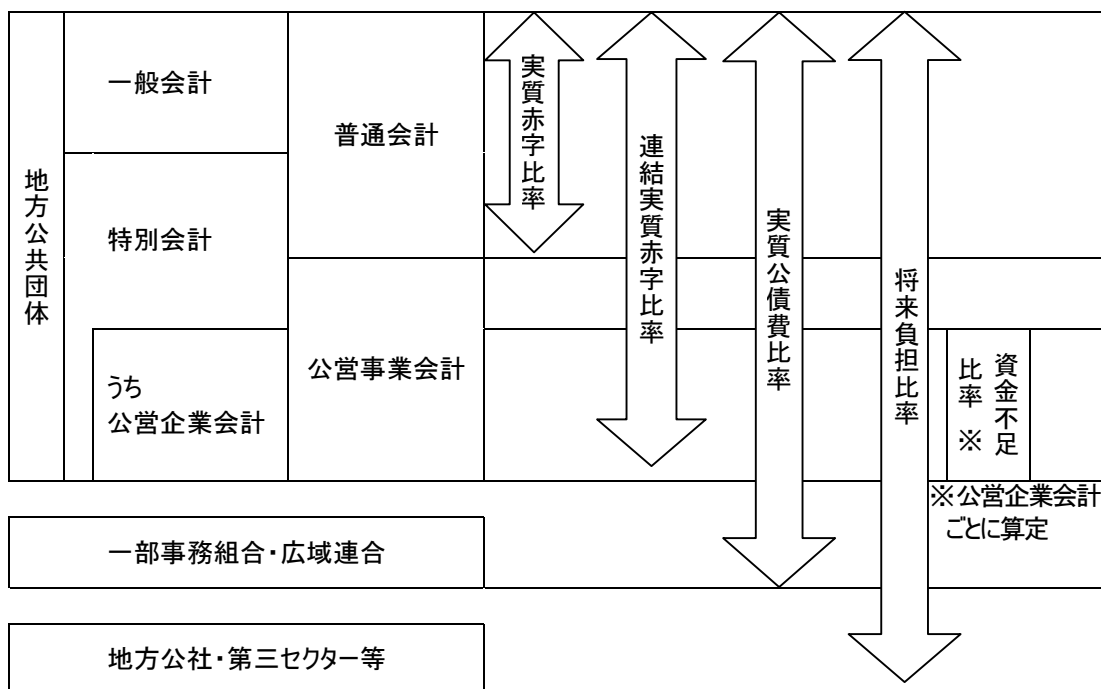 地方公共団体
一般会計
特別会計
うち
公営企業会計
普通会計
公営事業会計
実質赤字比率
連結実質赤字比率
実質公債費比率
将来負担比率
資金不足
比率 ※
※公営企業会計
ごとに算定
一部事務組合・広域連合
地方公社・第三セクター等